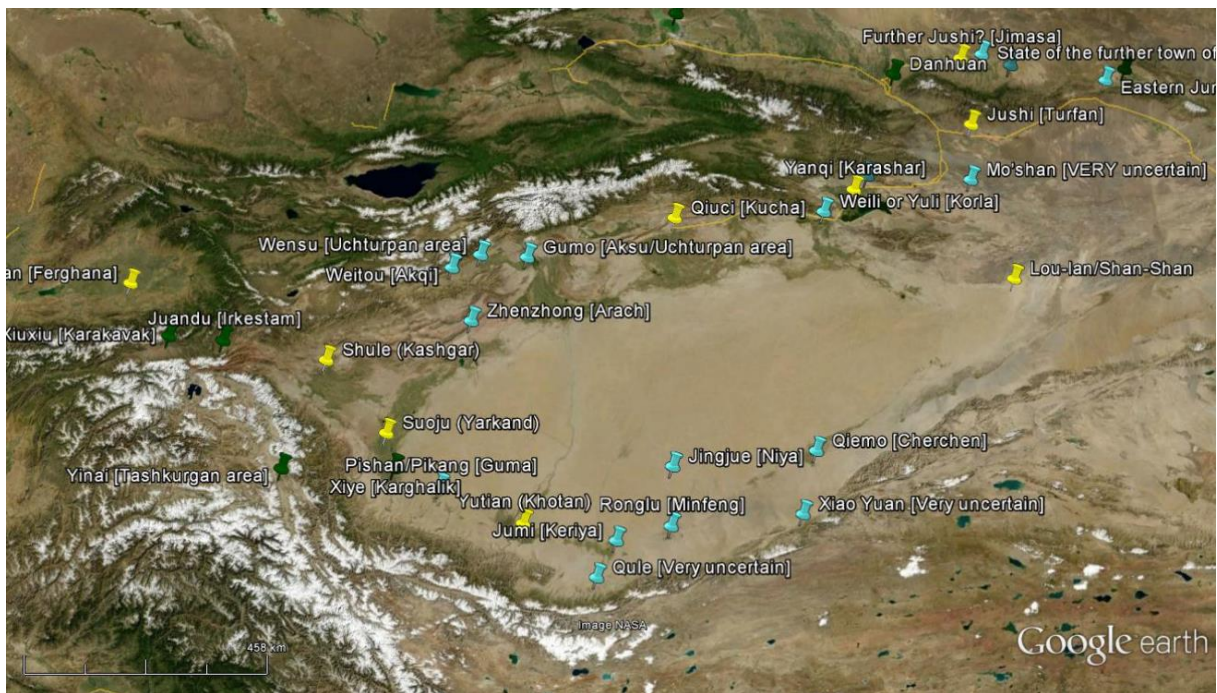 Further Jushi? [Jimasa]
State of the further town of
Danhuan
Eastern Jur
Jushi [Turfan]
Yanqi [Karashar]
Mo'shan [VERY uncertain]
Qiuci [Kucha]
Weili or Yuli [Korla]
Wensu [Uchturpan area]
Gumo [Aksu/Uchturpan area]
Weitou [Akqi]
an [Ferghana]
Lou-lan/Shan-Shan
Juandu [Irkestam]
Zhenzhong [Arach]
Xiuxiu [Karakavak]
Shule (Kashgar)
Suoju (Yarkand)
Qiemo [Cherchen]
Jingjue [Niya]
Pishan/Pikang [Guma]
Yinai [Tashkurgan area]
Xiye [Karghalik]
Yutian (Khotan)
Ronglu [Minfeng]
Xiao Yuan [Very uncertain]
Jumi [Keriya]
Qule [Very uncertain]
Image NASA
Google earth
458 km